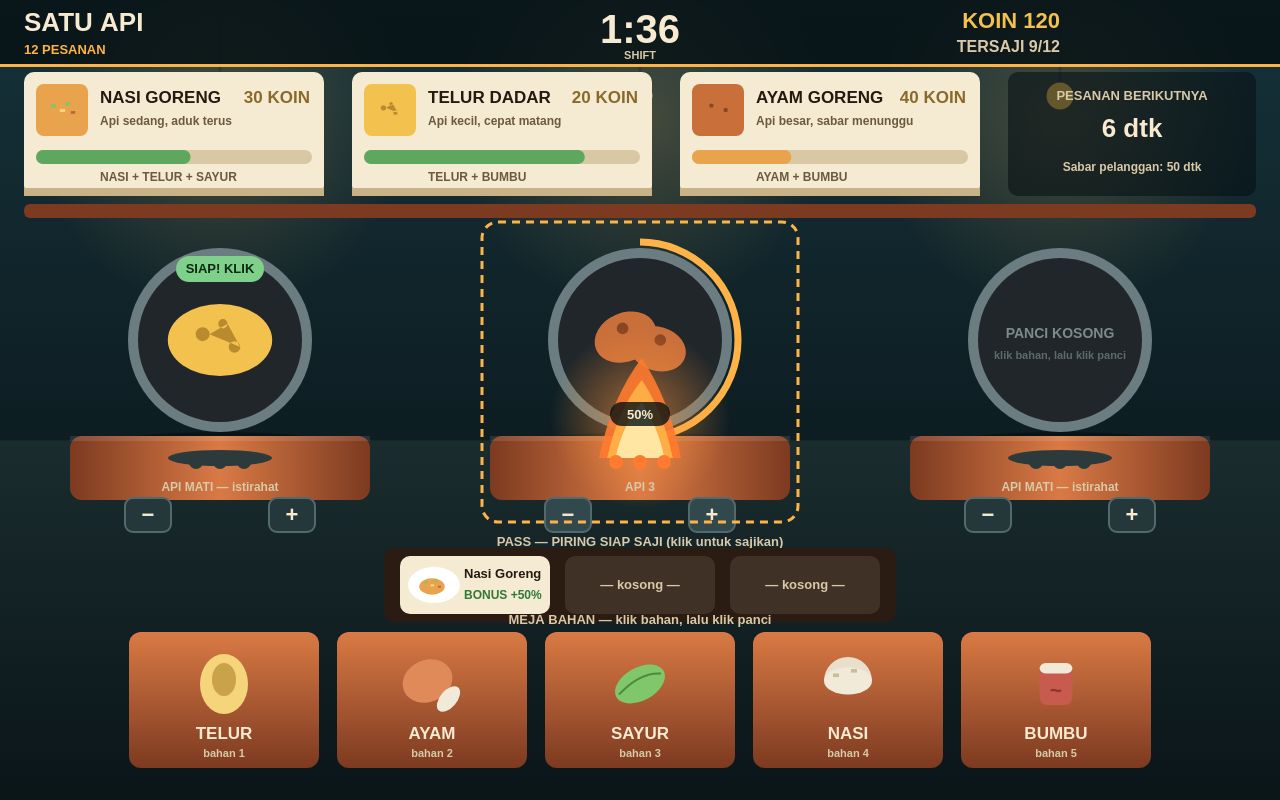 SATU API
12 PESANAN
1:36
SHIFT
KOIN 120
TERSAJI 9/12
NASI GORENG 30 KOIN
Api sedang, aduk terus
NASI + TELUR + SAYUR
TELUR DADAR 20 KOIN
Api kecil, cepat matang
TELUR + BUMBU
AYAM GORENG 40 KOIN
Api besar, sabar menunggu
AYAM + BUMBU
PESANAN BERIKUTNYA
6 dtk
Sabar pelanggan: 50 dtk
SIAP! KLIK
API MATI — istirahat
− +
50%
API 3
− +
PANCI KOSONG
klik bahan, lalu klik panci
API MATI — istirahat
− +
PASS — PIRING SIAP SAJI (klik untuk sajikan)
Nasi Goreng
BONUS +50%
— kosong —
— kosong —
MEJA BAHAN — klik bahan, lalu klik panci
TELUR
bahan 1
AYAM
bahan 2
SAYUR
bahan 3
NASI
bahan 4
BUMBU
bahan 5